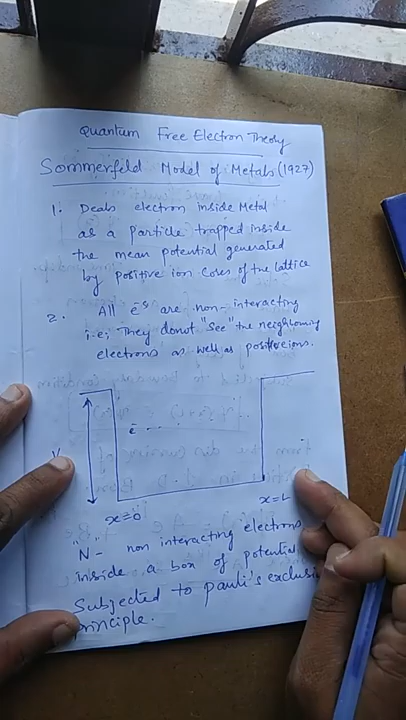 Quantum Free Electron Theory
Sommerfeld Model of Metals (1927)
1. Deals electron inside Metal
as a particle trapped inside
the mean potential generated
by positive ion cores of the lattice
2. All e⁻s are non-interacting
i.e; They donot "see" the neighboring
electrons as well as positive ions.
e⁻
x=0
x=L
"N"- non interacting electrons
inside a box of potential
Subjected to pauli's
principle.